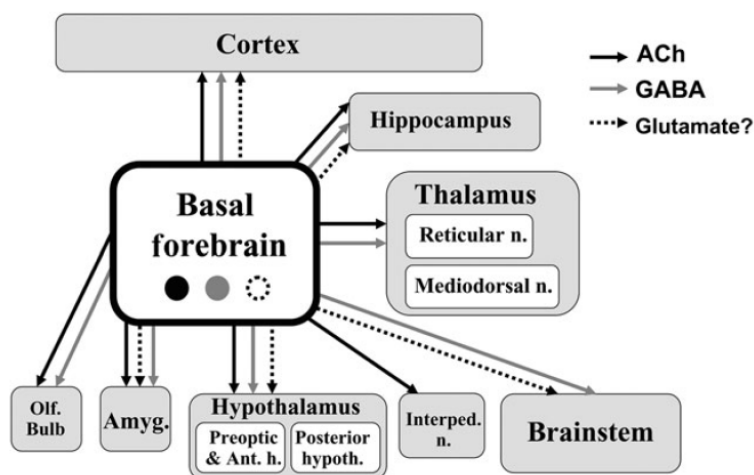 Cortex
ACh
GABA
Glutamate?
Hippocampus
Basal
forebrain
Thalamus
Reticular n.
Mediodorsal n.
Olf.
Bulb
Amyg.
Hypothalamus
Preoptic
& Ant. h.
Posterior
hypoth.
Interped.
n.
Brainstem